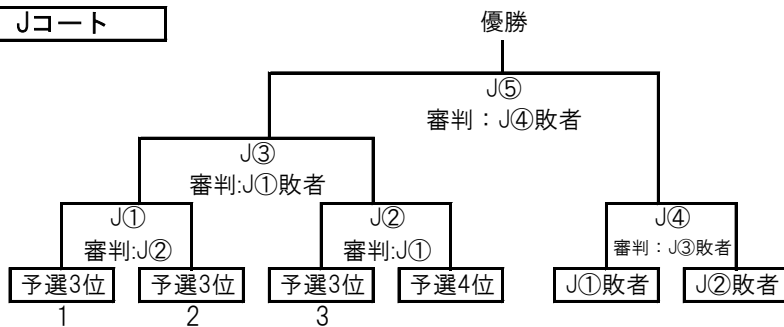 Jコート
優勝
J⑤
審判：J④敗者
J③
審判:J①敗者
J①
審判:J②
J②
審判:J①
J④
審判：J③敗者
予選3位
予選3位
予選3位
予選4位
J①敗者
J②敗者
1
2
3